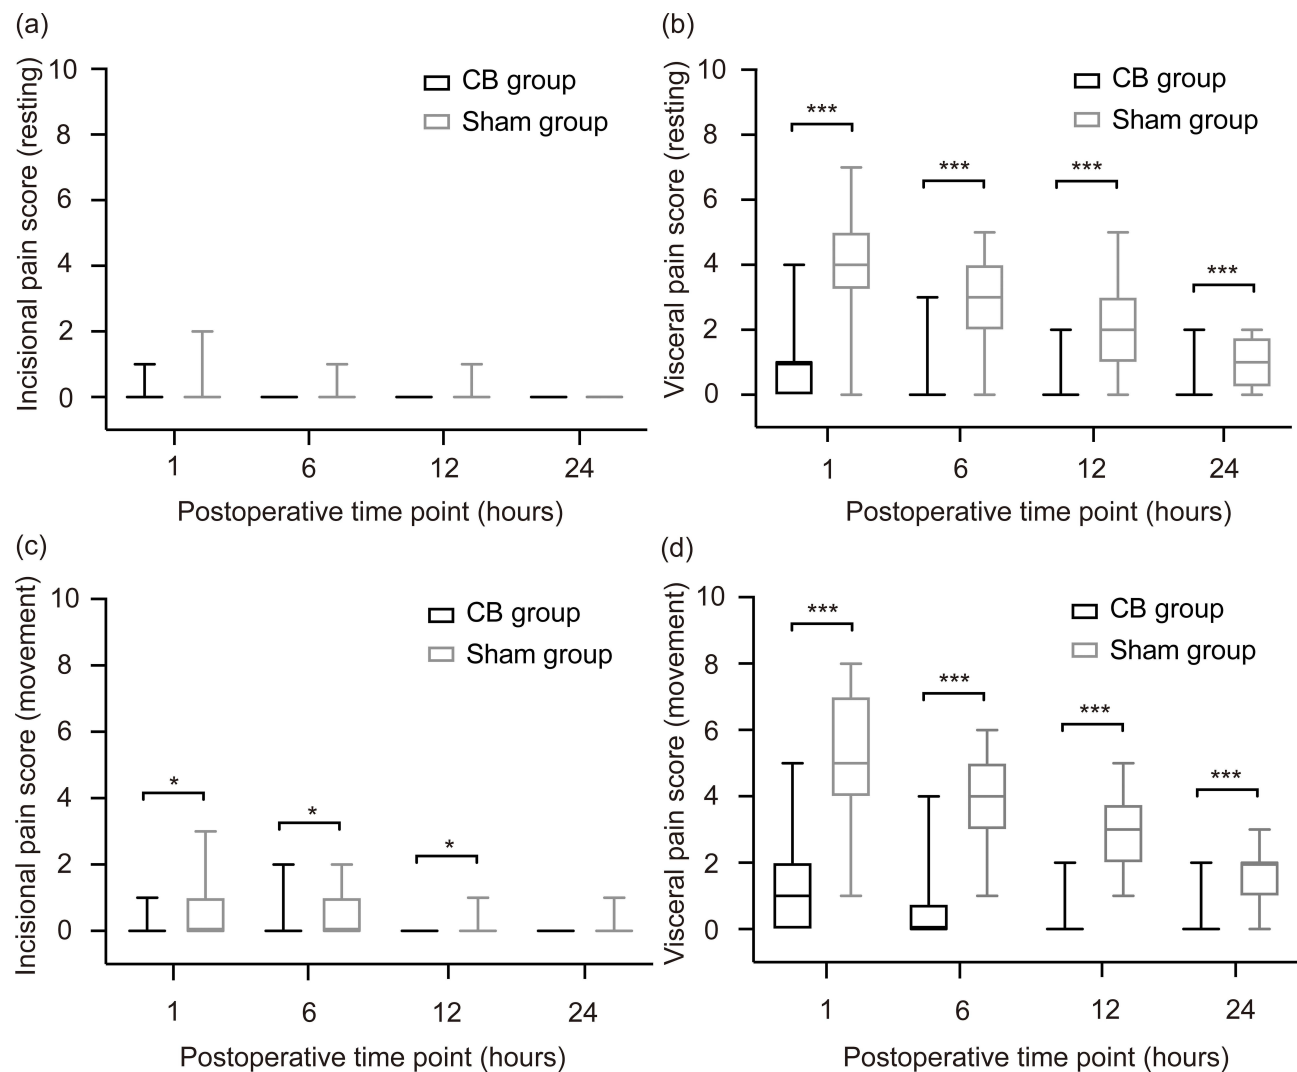 (a)
Incisional pain score (resting)
10
8
6
4
2
0
CB group
Sham group
1 6 12 24
Postoperative time point (hours)
(b)
Visceral pain score (resting)
10
8
6
4
2
0
CB group
Sham group
***
***
***
***
1 6 12 24
Postoperative time point (hours)
(c)
Incisional pain score (movement)
10
8
6
4
2
0
CB group
Sham group
*
*
*
1 6 12 24
Postoperative time point (hours)
(d)
Visceral pain score (movement)
10
8
6
4
2
0
CB group
Sham group
***
***
***
***
1 6 12 24
Postoperative time point (hours)